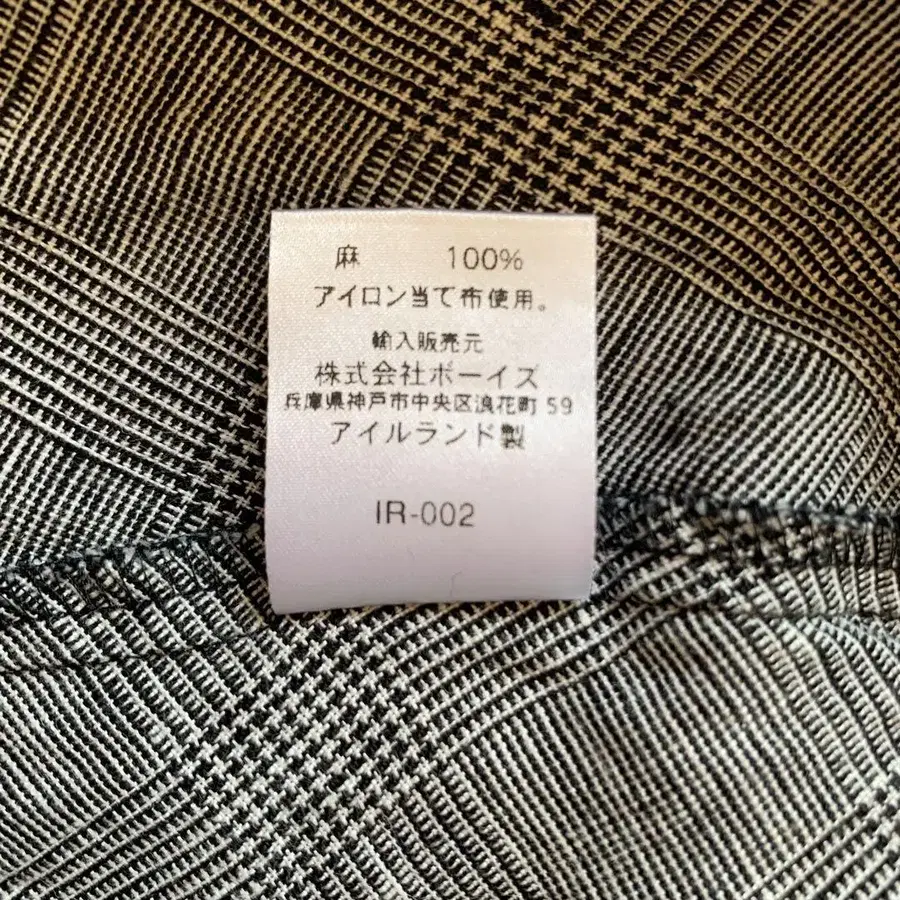 麻 100%
アイロン当て布使用。
輸入販売元
株式会社ボーイズ
兵庫県神戸市中央区浪花町 59
アイルランド製
IR-002